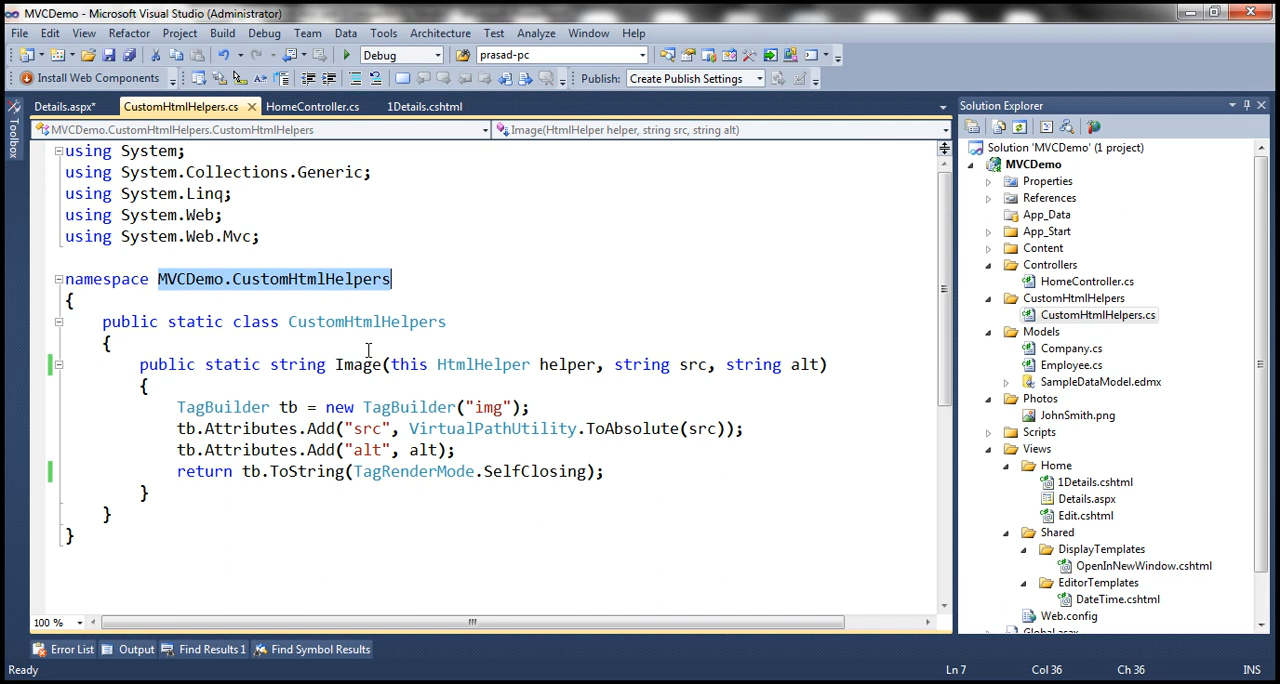 MVCDemo - Microsoft Visual Studio (Administrator)
File Edit View Refactor Project Build Debug Team Data Tools Architecture Test Analyze Window Help
Debug prasad-pc
Install Web Components Publish: Create Publish Settings
Details.aspx* CustomHtmlHelpers.cs HomeController.cs 1Details.cshtml
MVCDemo.CustomHtmlHelpers.CustomHtmlHelpers Image(HtmlHelper helper, string src, string alt)
Toolbox
using System;
using System.Collections.Generic;
using System.Linq;
using System.Web;
using System.Web.Mvc;
namespace MVCDemo.CustomHtmlHelpers
{
public static class CustomHtmlHelpers
{
public static string Image(this HtmlHelper helper, string src, string alt)
{
TagBuilder tb = new TagBuilder("img");
tb.Attributes.Add("src", VirtualPathUtility.ToAbsolute(src));
tb.Attributes.Add("alt", alt);
return tb.ToString(TagRenderMode.SelfClosing);
}
}
}
100 %
Solution Explorer
Solution 'MVCDemo' (1 project)
MVCDemo
Properties
References
App_Data
App_Start
Content
Controllers
HomeController.cs
CustomHtmlHelpers
CustomHtmlHelpers.cs
Models
Company.cs
Employee.cs
SampleDataModel.edmx
Photos
JohnSmith.png
Scripts
Views
Home
1Details.cshtml
Details.aspx
Edit.cshtml
Shared
DisplayTemplates
OpenInNewWindow.cshtml
EditorTemplates
DateTime.cshtml
Web.config
Global.asax
Error List Output Find Results 1 Find Symbol Results
Ready Ln 7 Col 36 Ch 36 INS